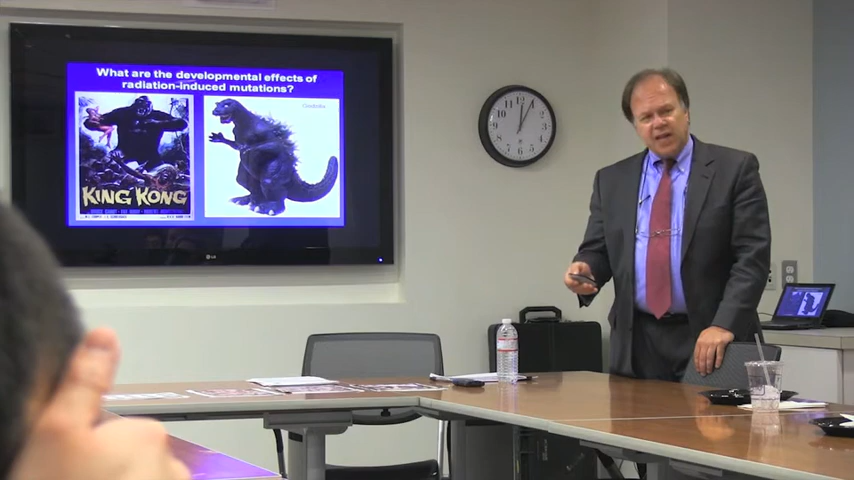 What are the developmental effects of
radiation-induced mutations?
Godzilla
KING KONG
LG